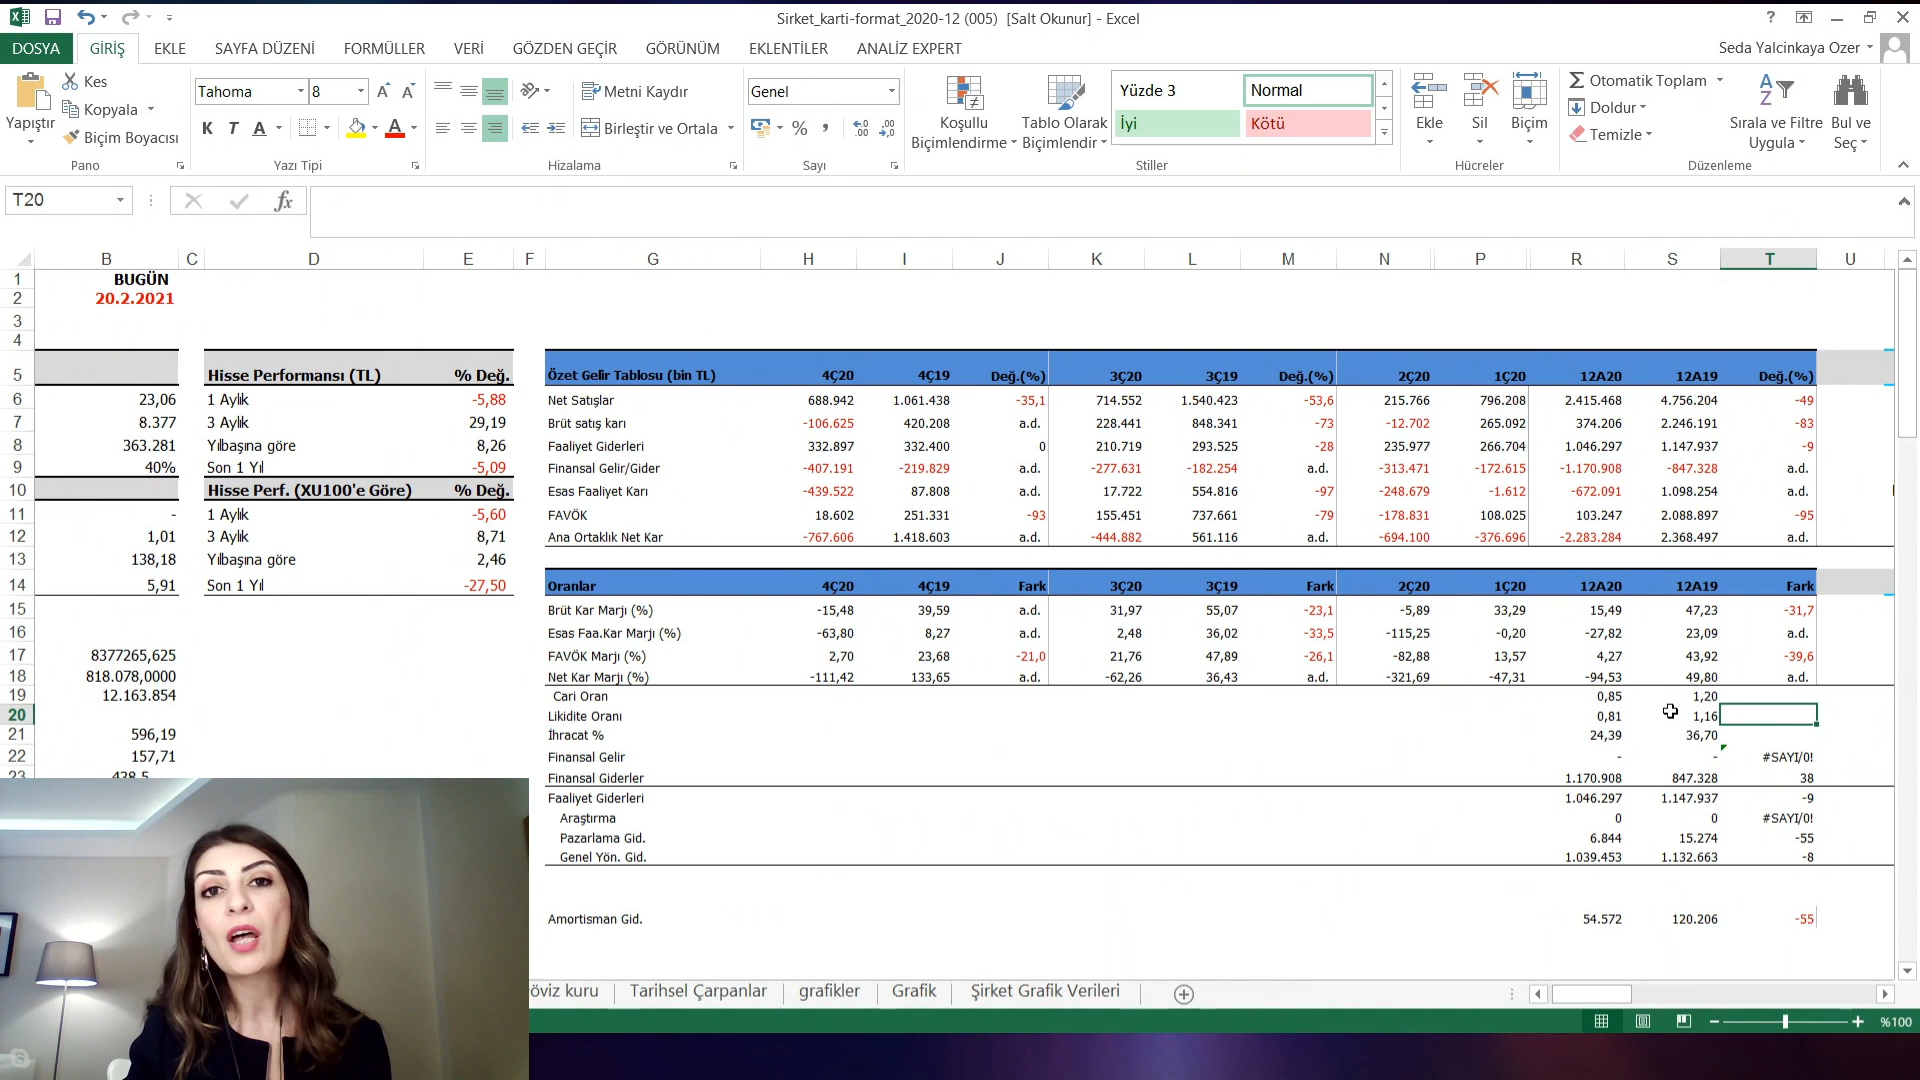 Sirket_karti-format_2020-12 (005) [Salt Okunur] - Excel
DOSYA GİRİŞ EKLE SAYFA DÜZENİ FORMÜLLER VERİ GÖZDEN GEÇİR GÖRÜNÜM EKLENTİLER ANALİZ EXPERT Seda Yalcinkaya Ozer
Yapıştır Kes Kopyala Biçim Boyacısı
Pano
Tahoma 8
K T A
Yazı Tipi
Metni Kaydır
Birleştir ve Ortala
Hizalama
Genel
Sayı
Koşullu Biçimlendirme
Tablo Olarak Biçimlendir
Yüzde 3 Normal
İyi Kötü
Stiller
Ekle Sil Biçim
Hücreler
Otomatik Toplam
Doldur
Temizle
Sırala ve Filtre Uygula
Bul ve Seç
Düzenleme
T20 fx
B C D E F G H I J K L M N P R S T U
1 BUGÜN
2 20.2.2021
3
4
5 Hisse Performansı (TL) % Değ. Özet Gelir Tablosu (bin TL) 4Ç20 4Ç19 Değ.(%) 3Ç20 3Ç19 Değ.(%) 2Ç20 1Ç20 12A20 12A19 Değ.(%)
6 23,06 1 Aylık -5,88 Net Satışlar 688.942 1.061.438 -35,1 714.552 1.540.423 -53,6 215.766 796.208 2.415.468 4.756.204 -49
7 8.377 3 Aylık 29,19 Brüt satış karı -106.625 420.208 a.d. 228.441 848.341 -73 -12.702 265.092 374.206 2.246.191 -83
8 363.281 Yılbaşına göre 8,26 Faaliyet Giderleri 332.897 332.400 0 210.719 293.525 -28 235.977 266.704 1.046.297 1.147.937 -9
9 40% Son 1 Yıl -5,09 Finansal Gelir/Gider -407.191 -219.829 a.d. -277.631 -182.254 a.d. -313.471 -172.615 -1.170.908 -847.328 a.d.
10 Hisse Perf. (XU100'e Göre) % Değ. Esas Faaliyet Karı -439.522 87.808 a.d. 17.722 554.816 -97 -248.679 -1.612 -672.091 1.098.254 a.d.
11 - 1 Aylık -5,60 FAVÖK 18.602 251.331 -93 155.451 737.661 -79 -178.831 108.025 103.247 2.088.897 -95
12 1,01 3 Aylık 8,71 Ana Ortaklık Net Kar -767.606 1.418.603 a.d. -444.882 561.116 a.d. -694.100 -376.696 -2.283.284 2.368.497 a.d.
13 138,18 Yılbaşına göre 2,46
14 5,91 Son 1 Yıl -27,50 Oranlar 4Ç20 4Ç19 Fark 3Ç20 3Ç19 Fark 2Ç20 1Ç20 12A20 12A19 Fark
15 Brüt Kar Marjı (%) -15,48 39,59 a.d. 31,97 55,07 -23,1 -5,89 33,29 15,49 47,23 -31,7
16 Esas Faa.Kar Marjı (%) -63,80 8,27 a.d. 2,48 36,02 -33,5 -115,25 -0,20 -27,82 23,09 a.d.
17 8377265,625 FAVÖK Marjı (%) 2,70 23,68 -21,0 21,76 47,89 -26,1 -82,88 13,57 4,27 43,92 -39,6
18 818.078,0000 Net Kar Marjı (%) -111,42 133,65 a.d. -62,26 36,43 a.d. -321,69 -47,31 -94,53 49,80 a.d.
19 12.163.854 Cari Oran 0,85 1,20
20 Likidite Oranı 0,81 1,16
21 596,19 İhracat % 24,39 36,70
22 157,71 Finansal Gelir - - #SAYI/0!
23 438,5 Finansal Giderler 1.170.908 847.328 38
Faaliyet Giderleri 1.046.297 1.147.937 -9
Araştırma 0 0 #SAYI/0!
Pazarlama Gid. 6.844 15.274 -55
Genel Yön. Gid. 1.039.453 1.132.663 -8
Amortisman Gid. 54.572 120.206 -55
öviz kuru Tarihsel Çarpanlar grafikler Grafik Şirket Grafik Verileri
%100